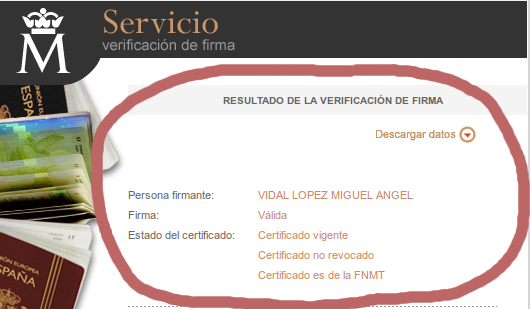 M
Servicio
verificación de firma
RESULTADO DE LA VERIFICACIÓN DE FIRMA
Descargar datos
Persona firmante: VIDAL LOPEZ MIGUEL ANGEL
Firma: Válida
Estado del certificado: Certificado vigente
Certificado no revocado
Certificado es de la FNMT
UNIÓN EUROPEA
ESPAÑA